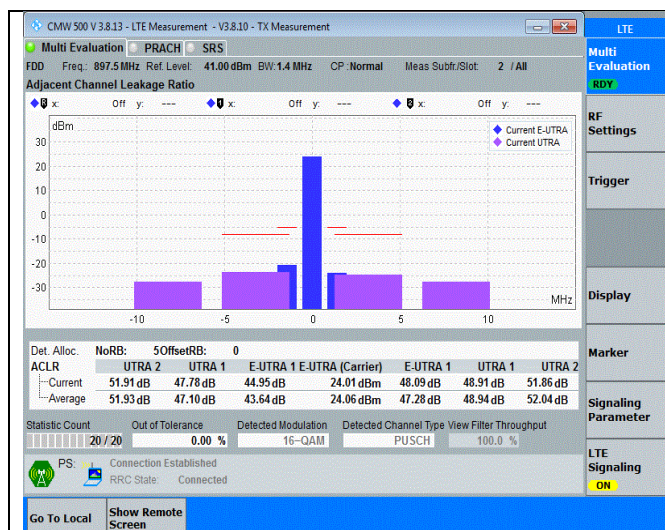 CMW 500 V 3.8.13 - LTE Measurement - V3.8.10 - TX Measurement
LTE
Multi Evaluation PRACH SRS
Multi
Evaluation
RDY
FDD Freq.: 897.5 MHz Ref. Level: 41.00 dBm BW: 1.4 MHz CP : Normal Meas Subfr./Slot: 2 / All
Adjacent Channel Leakage Ratio
x: Off y: --- 1 x: Off y: --- 2 x: Off y: ---
RF
Settings
dBm
Current E-UTRA
Current UTRA
30
20
10
0
-10
-20
-30
MHz
-10 -5 0 5 10
Trigger
Display
Marker
Signaling
Parameter
LTE
Signaling
ON
Det. Alloc. NoRB: 5 OffsetRB: 0
ACLR UTRA 2 UTRA 1 E-UTRA 1 E-UTRA (Carrier) E-UTRA 1 UTRA 1 UTRA 2
Current 51.91 dB 47.78 dB 44.95 dB 24.01 dBm 48.09 dB 48.91 dB 51.86 dB
Average 51.93 dB 47.10 dB 43.64 dB 24.06 dBm 47.28 dB 48.94 dB 52.04 dB
Statistic Count Out of Tolerance Detected Modulation Detected Channel Type View Filter Throughput
20 / 20 0.00 % 16-QAM PUSCH 100.0 %
PS: Connection Established
RRC State: Connected
Go To Local
Show Remote
Screen